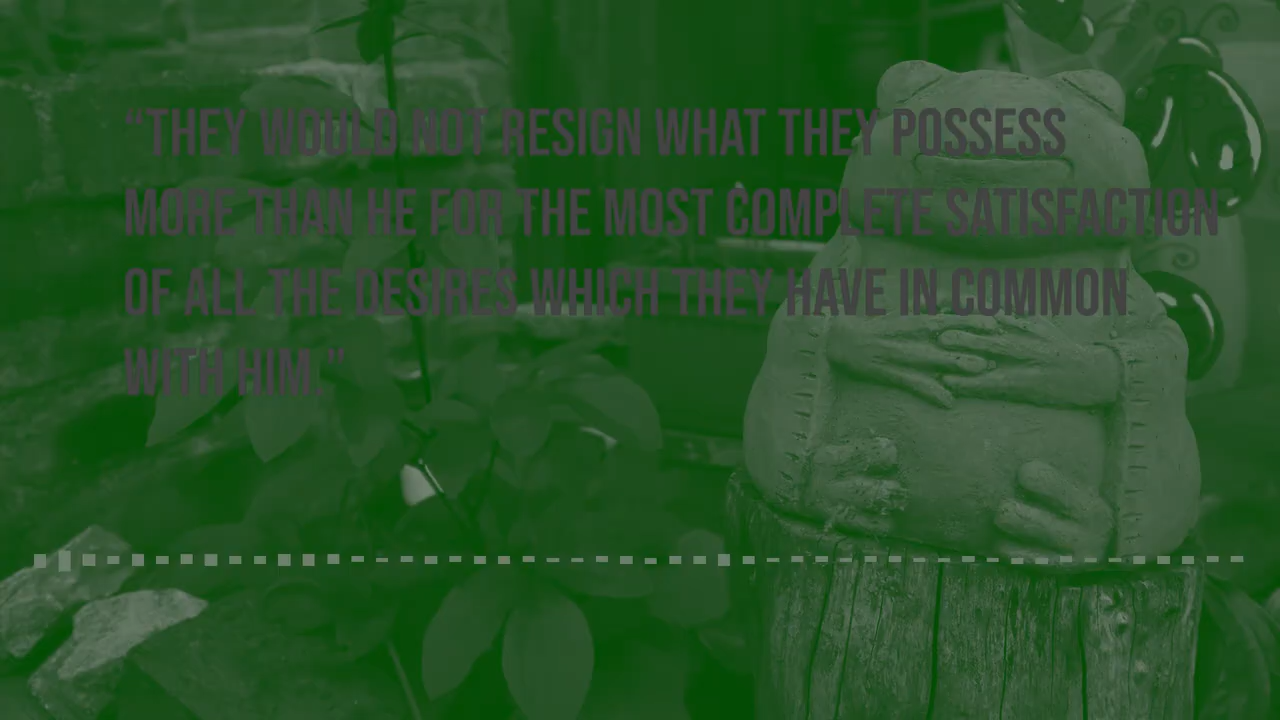 “THEY WOULD NOT RESIGN WHAT THEY POSSESS
MORE THAN HE FOR THE MOST COMPLETE SATISFACTION
OF ALL THE DESIRES WHICH THEY HAVE IN COMMON
WITH HIM.”